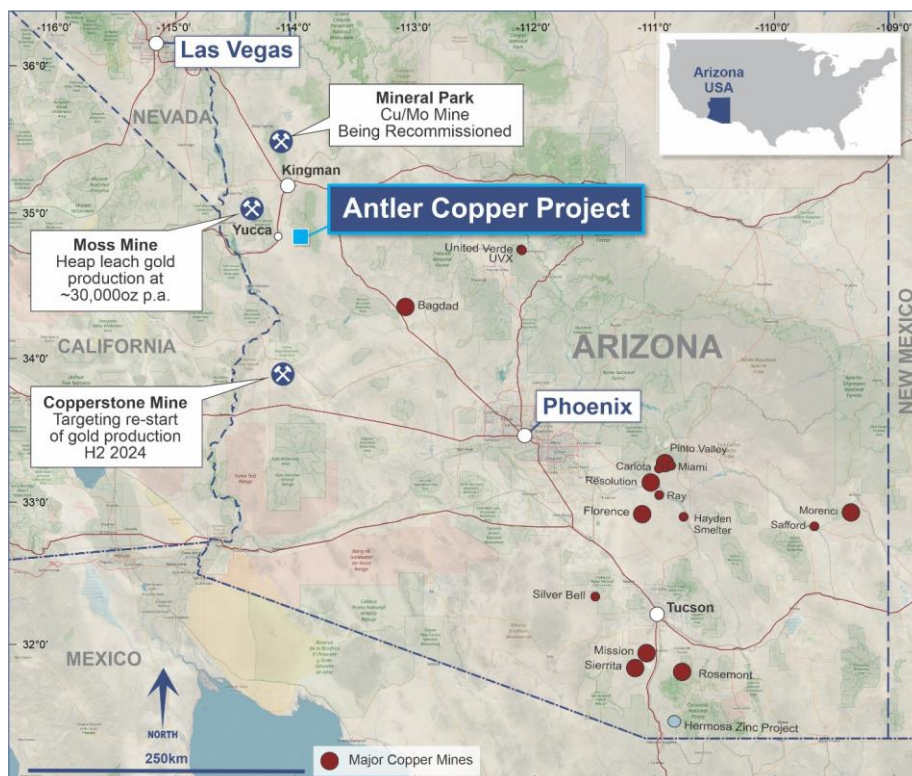 -115°0'
-114°0'
-113°0'
-112°0'
-111°0'
-110°0'
-109°0'
36°0'
35°0'
34°0'
33°0'
32°0'
Las Vegas
NEVADA
Mineral Park
Cu/Mo Mine
Being Recommissioned
Arizona
USA
Kingman
Antler Copper Project
Yucca
Moss Mine
Heap leach gold
production at
~30,000oz p.a.
United Verde
UVX
Bagdad
CALIFORNIA
ARIZONA
NEW MEXICO
Copperstone Mine
Targeting re-start
of gold production
H2 2024
Phoenix
Pinto Valley
Carlota
Miami
Resolution
Ray
Florence
Hayden
Smelter
Morenci
Safford
Silver Bell
Tucson
Mission
Sierrita
Rosemont
Hermosa Zinc Project
MEXICO
NORTH
250km
Major Copper Mines